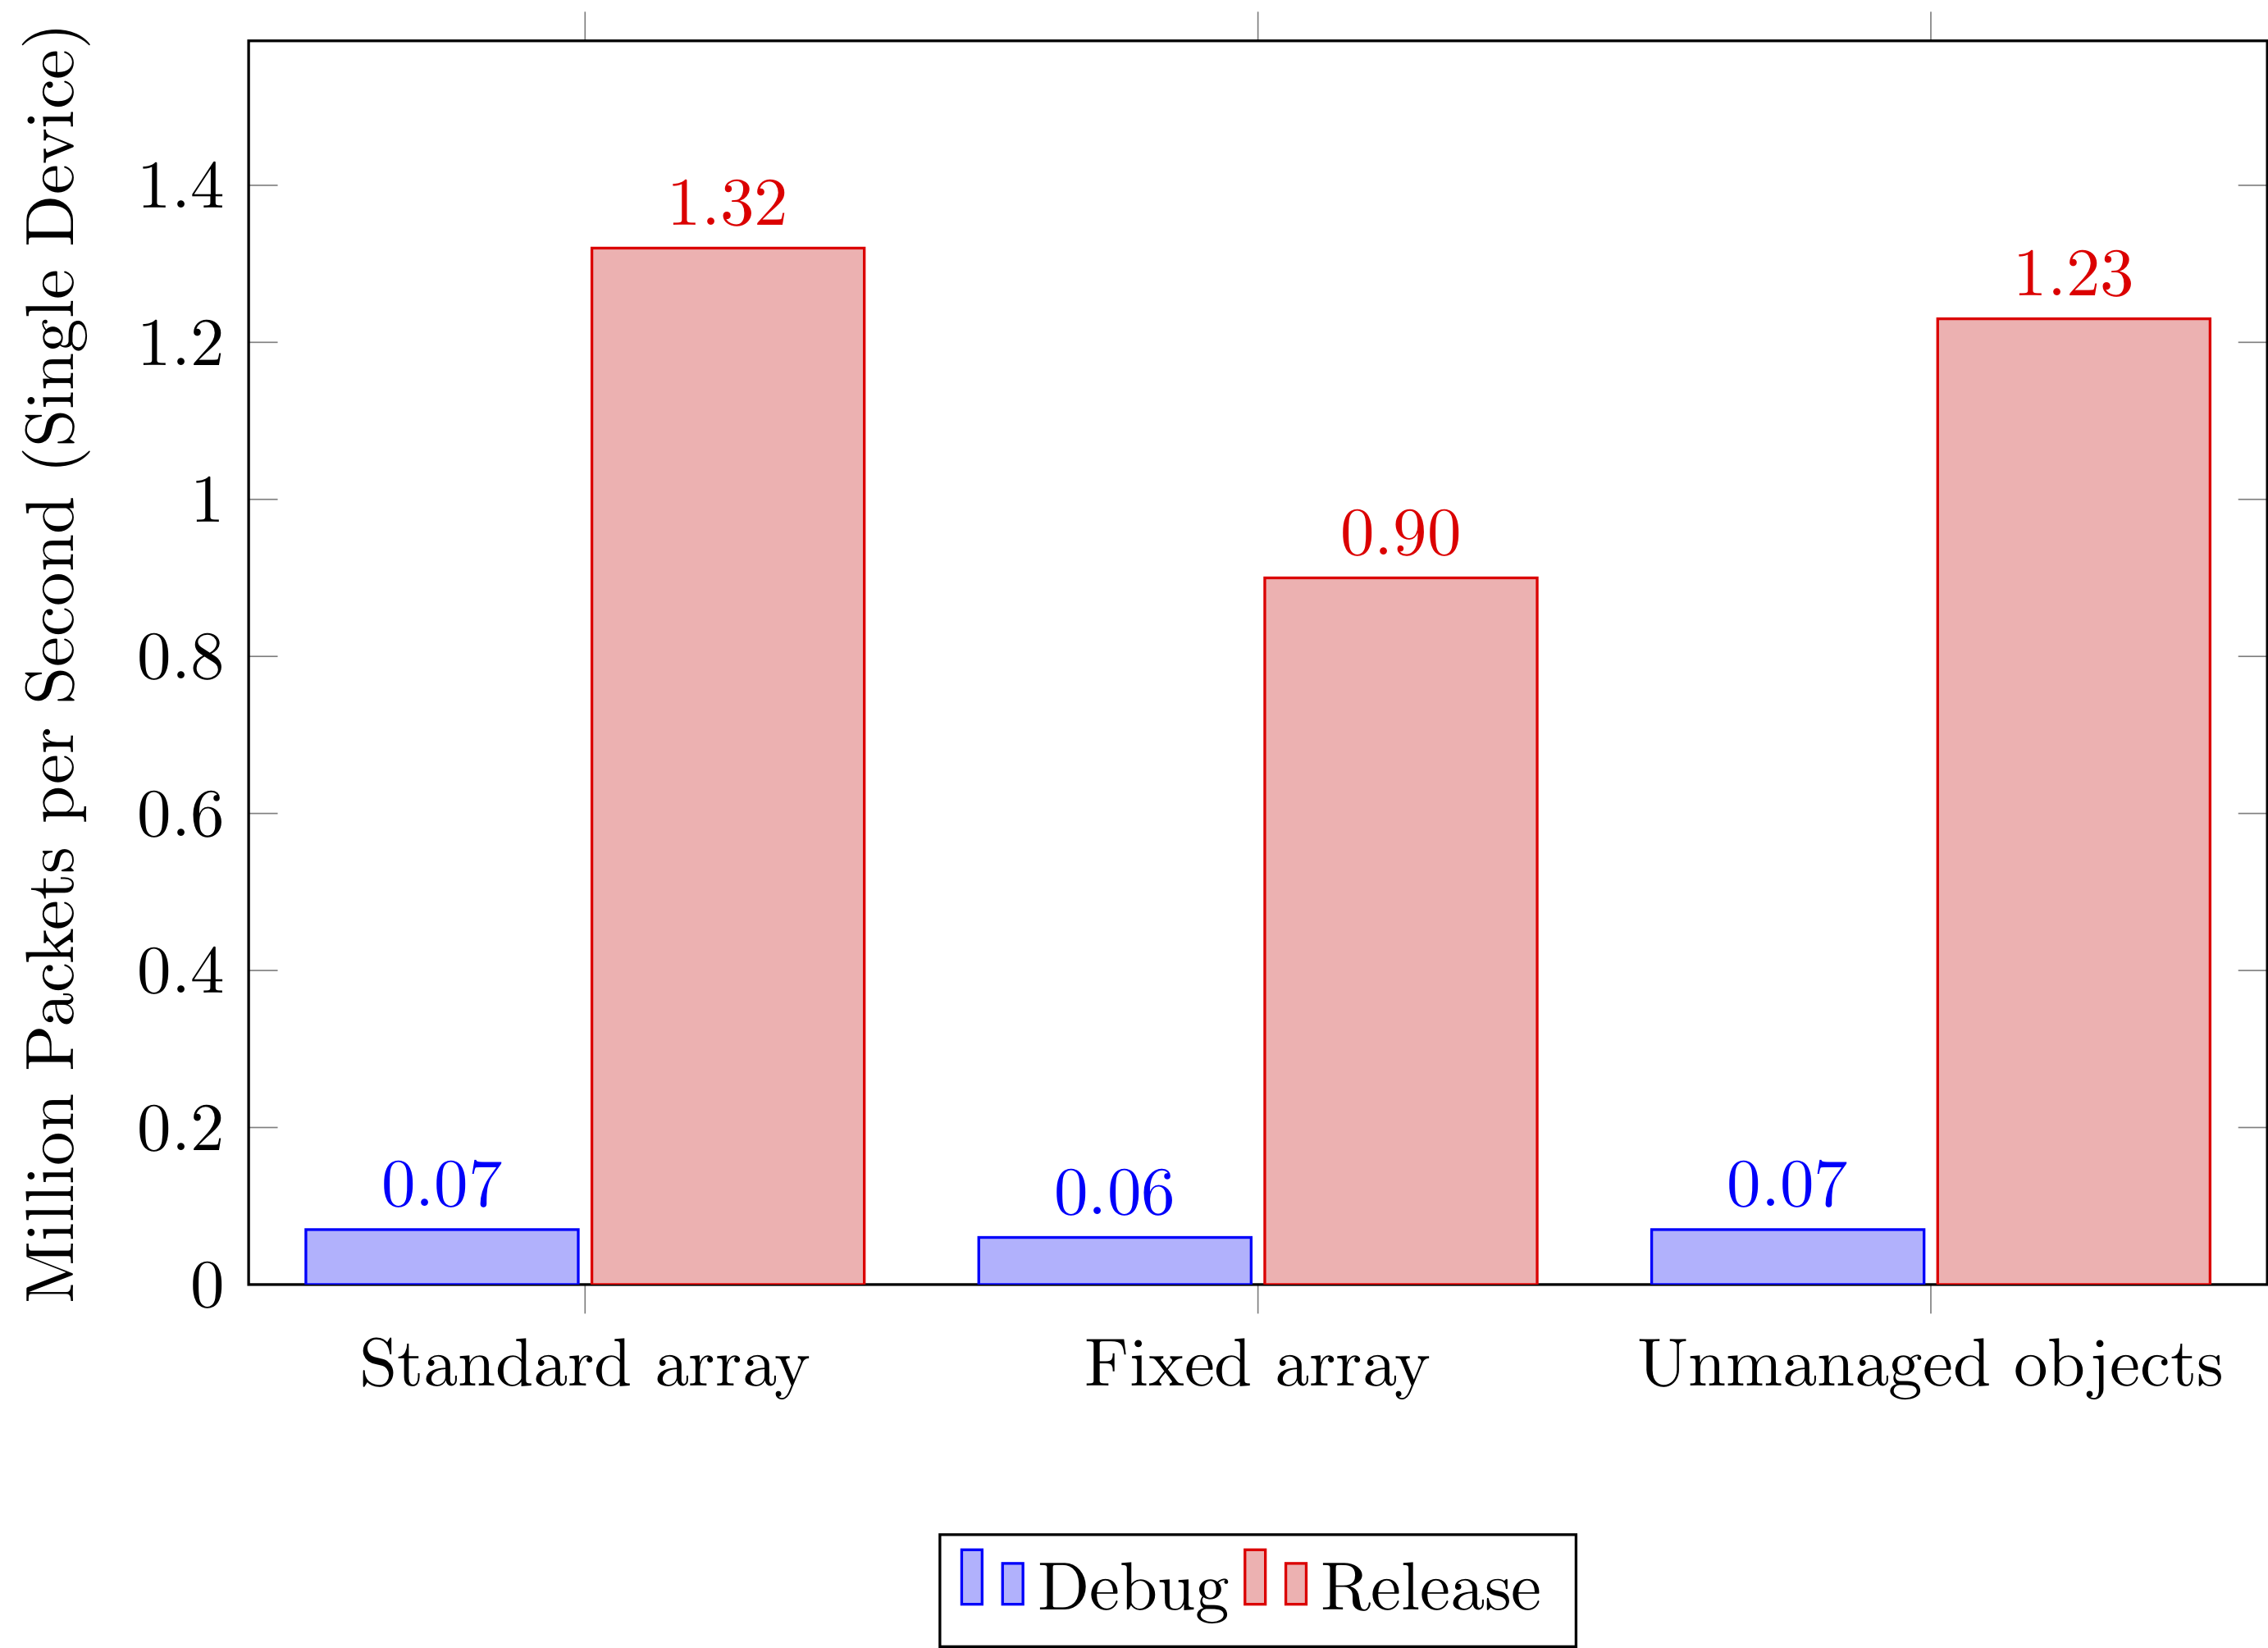 Million Packets per Second (Single Device)
1.4
1.2
1
0.8
0.6
0.4
0.2
0
0.07
1.32
0.06
0.90
0.07
1.23
Standard array
Fixed array
Unmanaged objects
Debug
Release